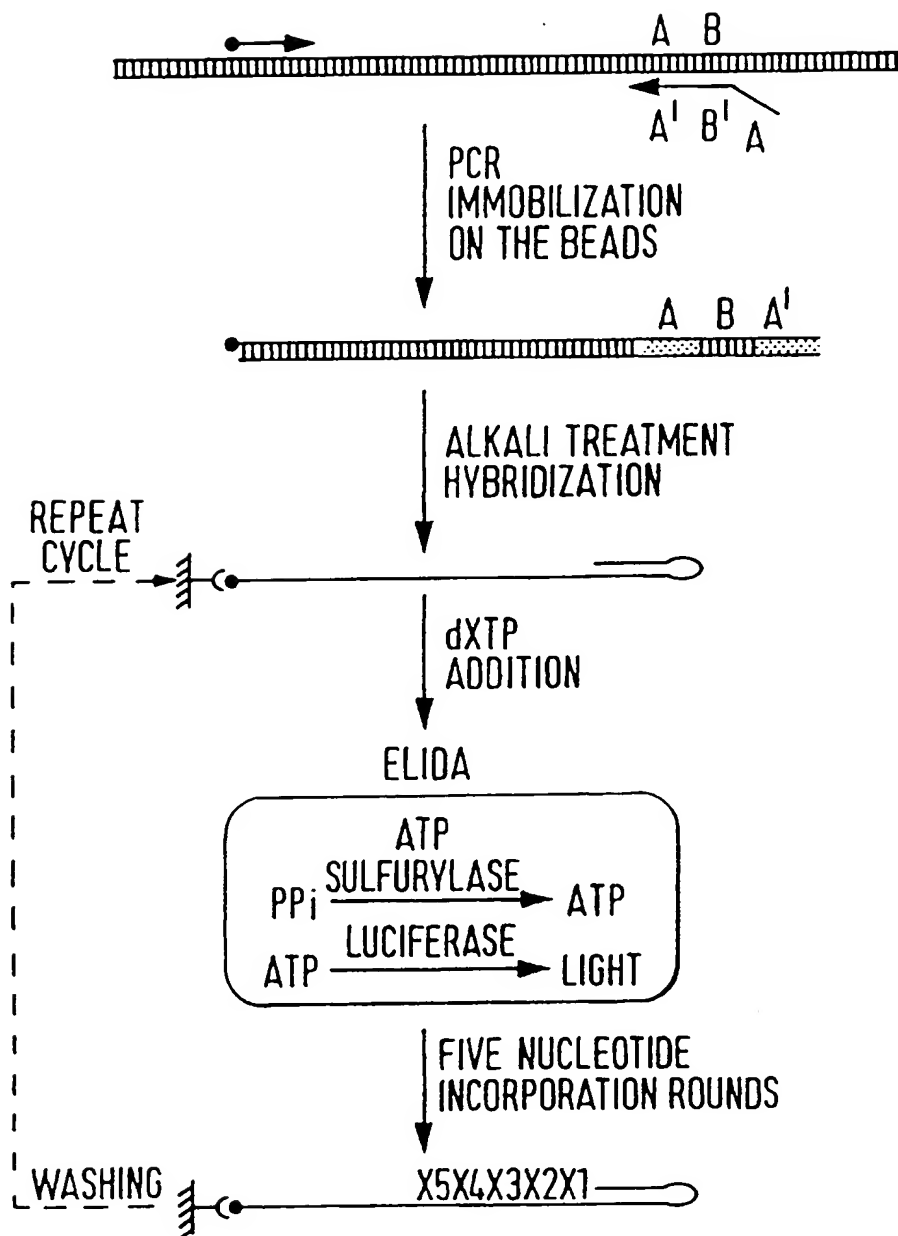 A B
A' B' A
PCR
IMMOBILIZATION
ON THE BEADS
A B A'
ALKALI TREATMENT
HYBRIDIZATION
REPEAT
CYCLE
dXTP
ADDITION
ELIDA
ATP
SULFURYLASE
PPi ATP
LUCIFERASE
ATP LIGHT
FIVE NUCLEOTIDE
INCORPORATION ROUNDS
WASHING
X5X4X3X2X1